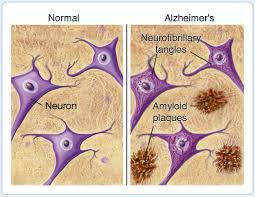 Normal
Alzheimer's
Neurofibrillary
tangles
Neuron
Amyloid
plaques